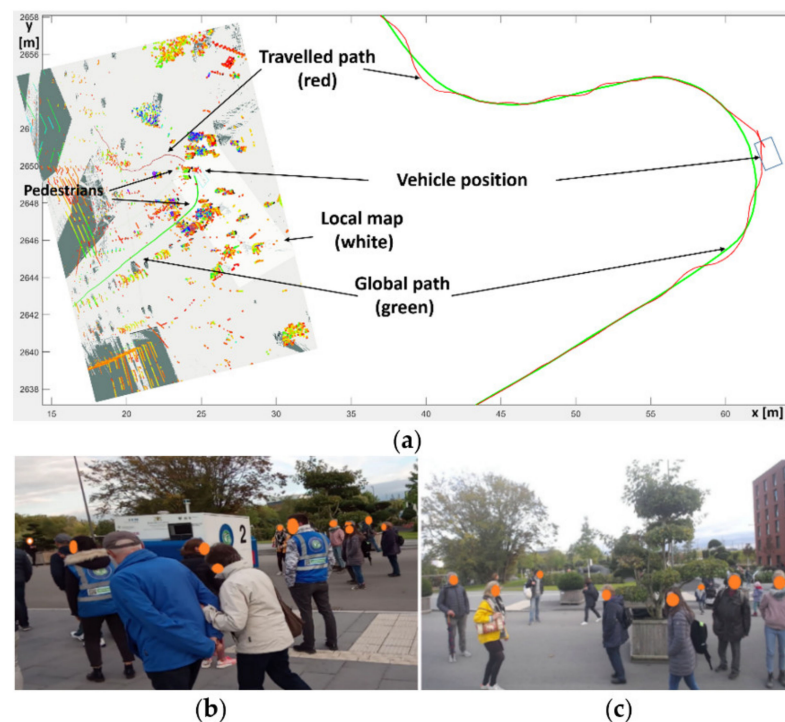 y
[m]
2658
2656
2650
2648
2646
2644
2642
2640
2638
Travelled path
(red)
Pedestrians
Vehicle position
Local map
(white)
Global path
(green)
15 20 25 30 35 40 45 50 55 60 x [m]
(a)
2
(b) (c)